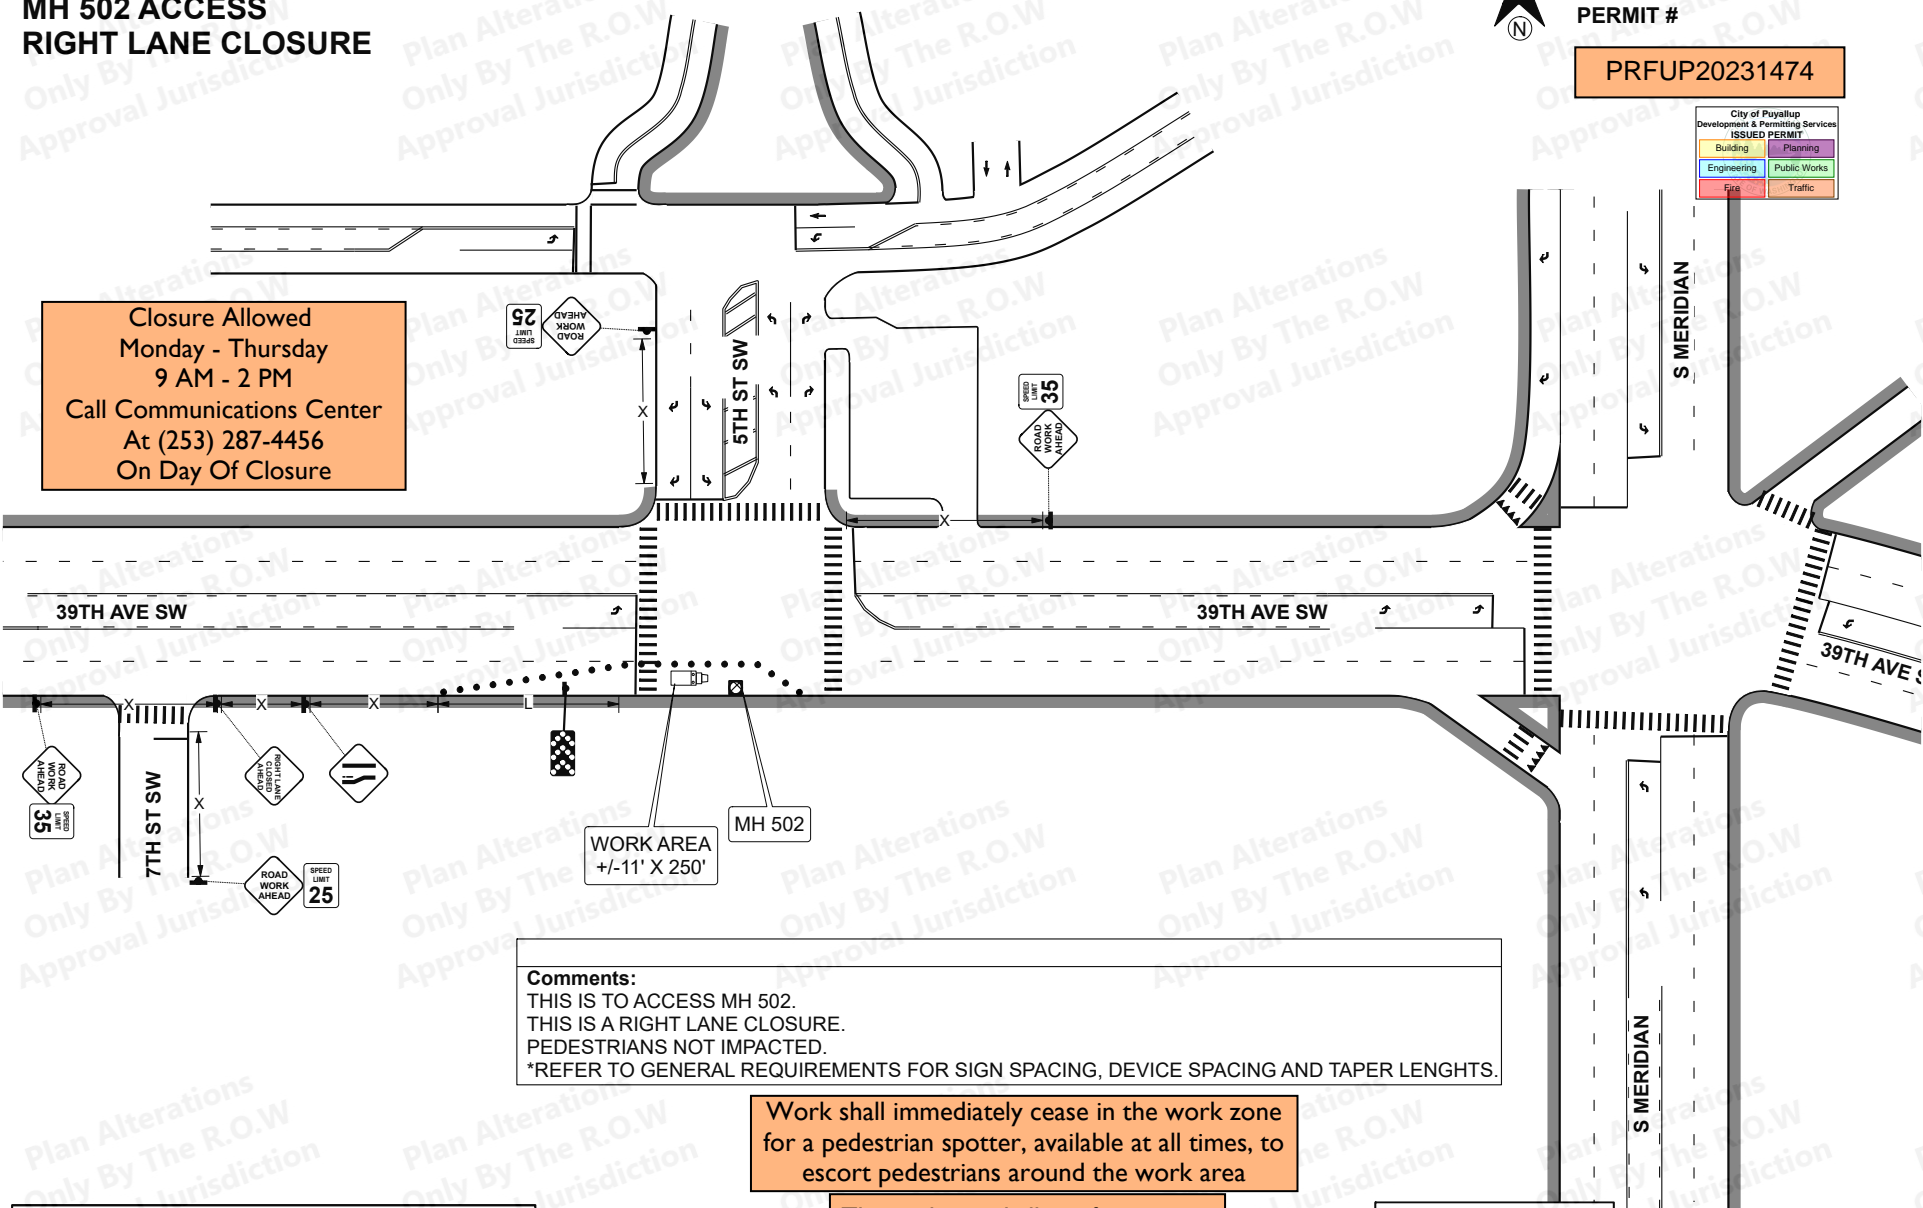 MH 502 ACCESS
RIGHT LANE CLOSURE
N
PERMIT #
PRFUP20231474
City of Puyallup
Development & Permitting Services
ISSUED PERMIT
Building
Planning
Engineering
Public Works
Fire
Traffic
Closure Allowed
Monday - Thursday
9 AM - 2 PM
Call Communications Center
At (253) 287-4456
On Day Of Closure
SPEED
LIMIT
25
ROAD
WORK
AHEAD
X
5TH ST SW
SPEED
LIMIT
35
ROAD
WORK
AHEAD
X
S MERIDIAN
39TH AVE SW
39TH AVE SW
39TH AVE S
X
X
X
L
ROAD
WORK
AHEAD
SPEED
LIMIT
35
7TH ST SW
X
RIGHT LANE
CLOSED
AHEAD
ROAD
WORK
AHEAD
SPEED
LIMIT
25
WORK AREA
+/-11' X 250'
MH 502
Comments:
THIS IS TO ACCESS MH 502.
THIS IS A RIGHT LANE CLOSURE.
PEDESTRIANS NOT IMPACTED.
*REFER TO GENERAL REQUIREMENTS FOR SIGN SPACING, DEVICE SPACING AND TAPER LENGHTS.
S MERIDIAN
Work shall immediately cease in the work zone
for a pedestrian spotter, available at all times, to
escort pedestrians around the work area
Plan Alterations
Only By The R.O.W
Approval Jurisdiction